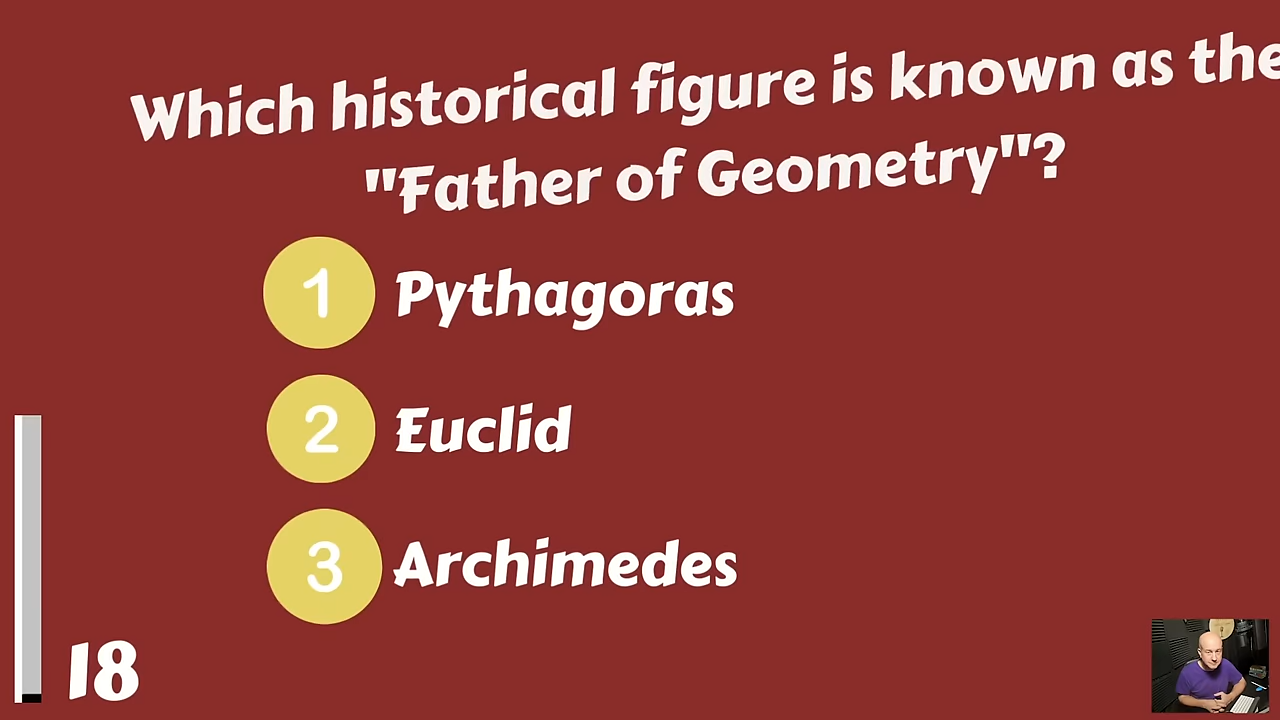 Which historical figure is known as the
"Father of Geometry"?
1 Pythagoras
2 Euclid
3 Archimedes
18